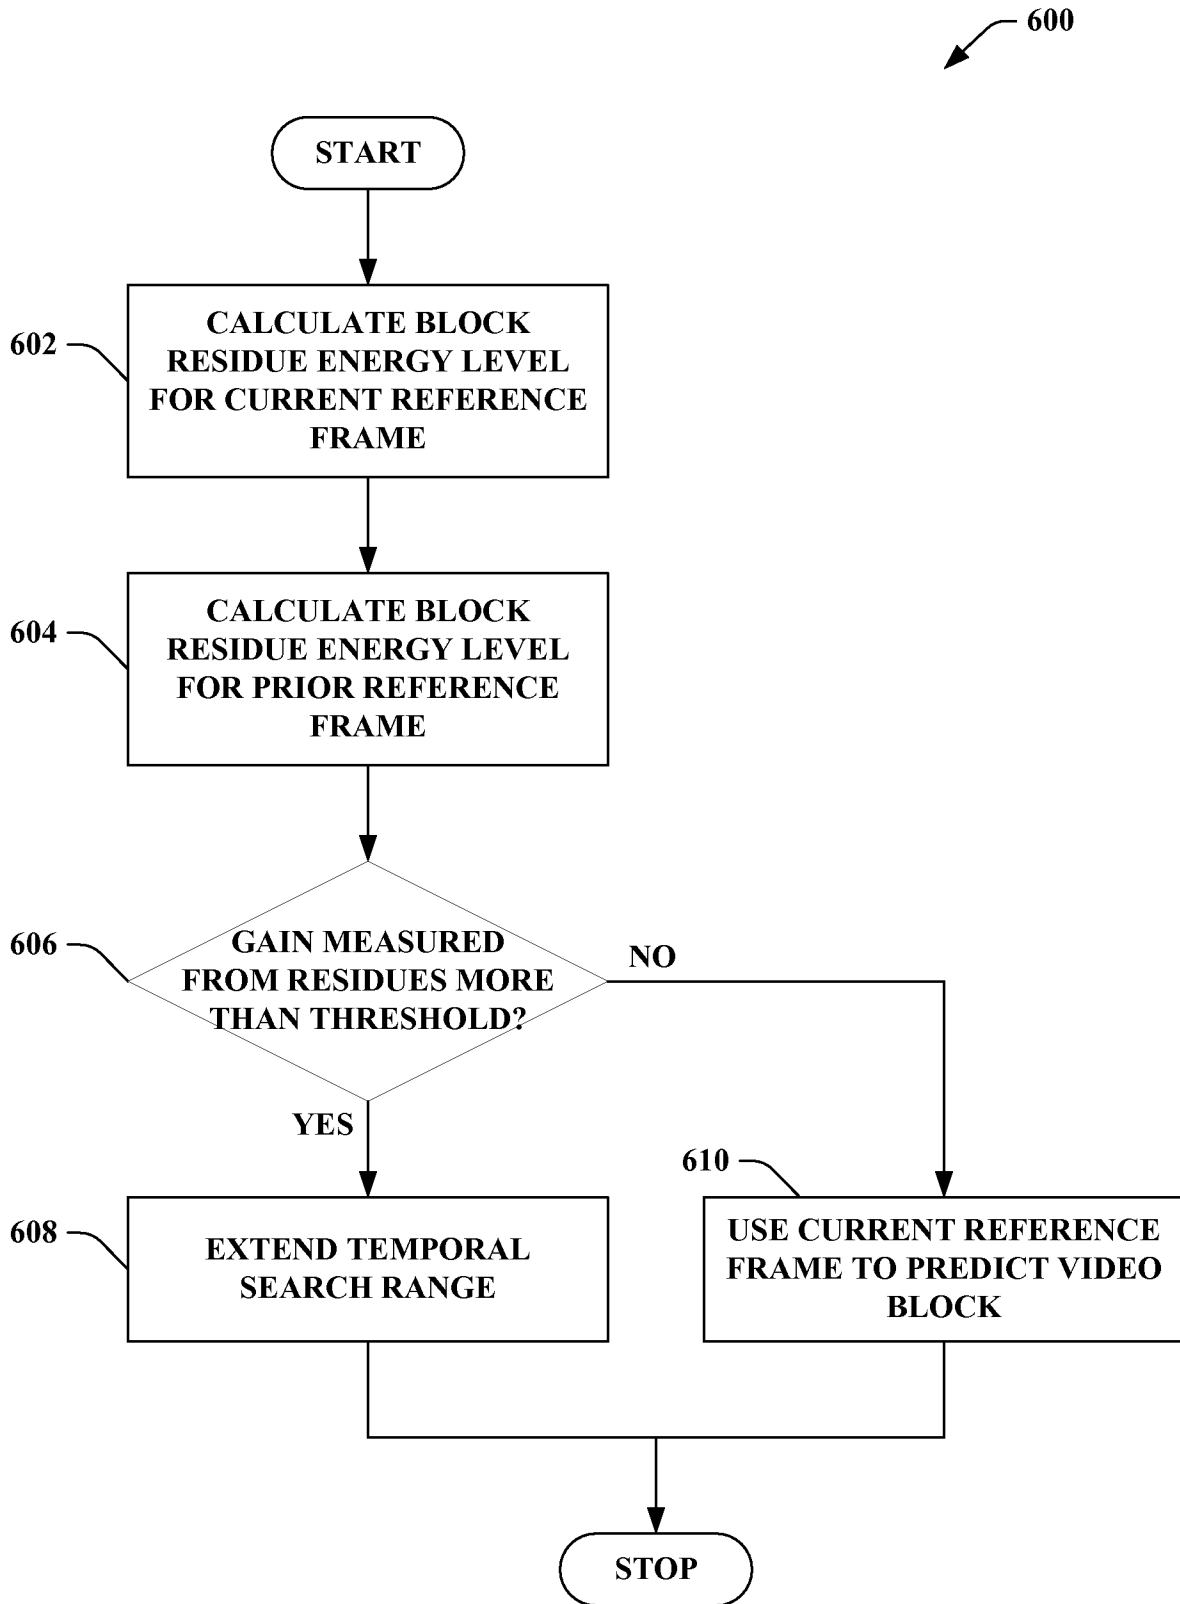 600
START
602
CALCULATE BLOCK
RESIDUE ENERGY LEVEL
FOR CURRENT REFERENCE
FRAME
604
CALCULATE BLOCK
RESIDUE ENERGY LEVEL
FOR PRIOR REFERENCE
FRAME
606
GAIN MEASURED
FROM RESIDUES MORE
THAN THRESHOLD?
NO
YES
608
EXTEND TEMPORAL
SEARCH RANGE
610
USE CURRENT REFERENCE
FRAME TO PREDICT VIDEO
BLOCK
STOP